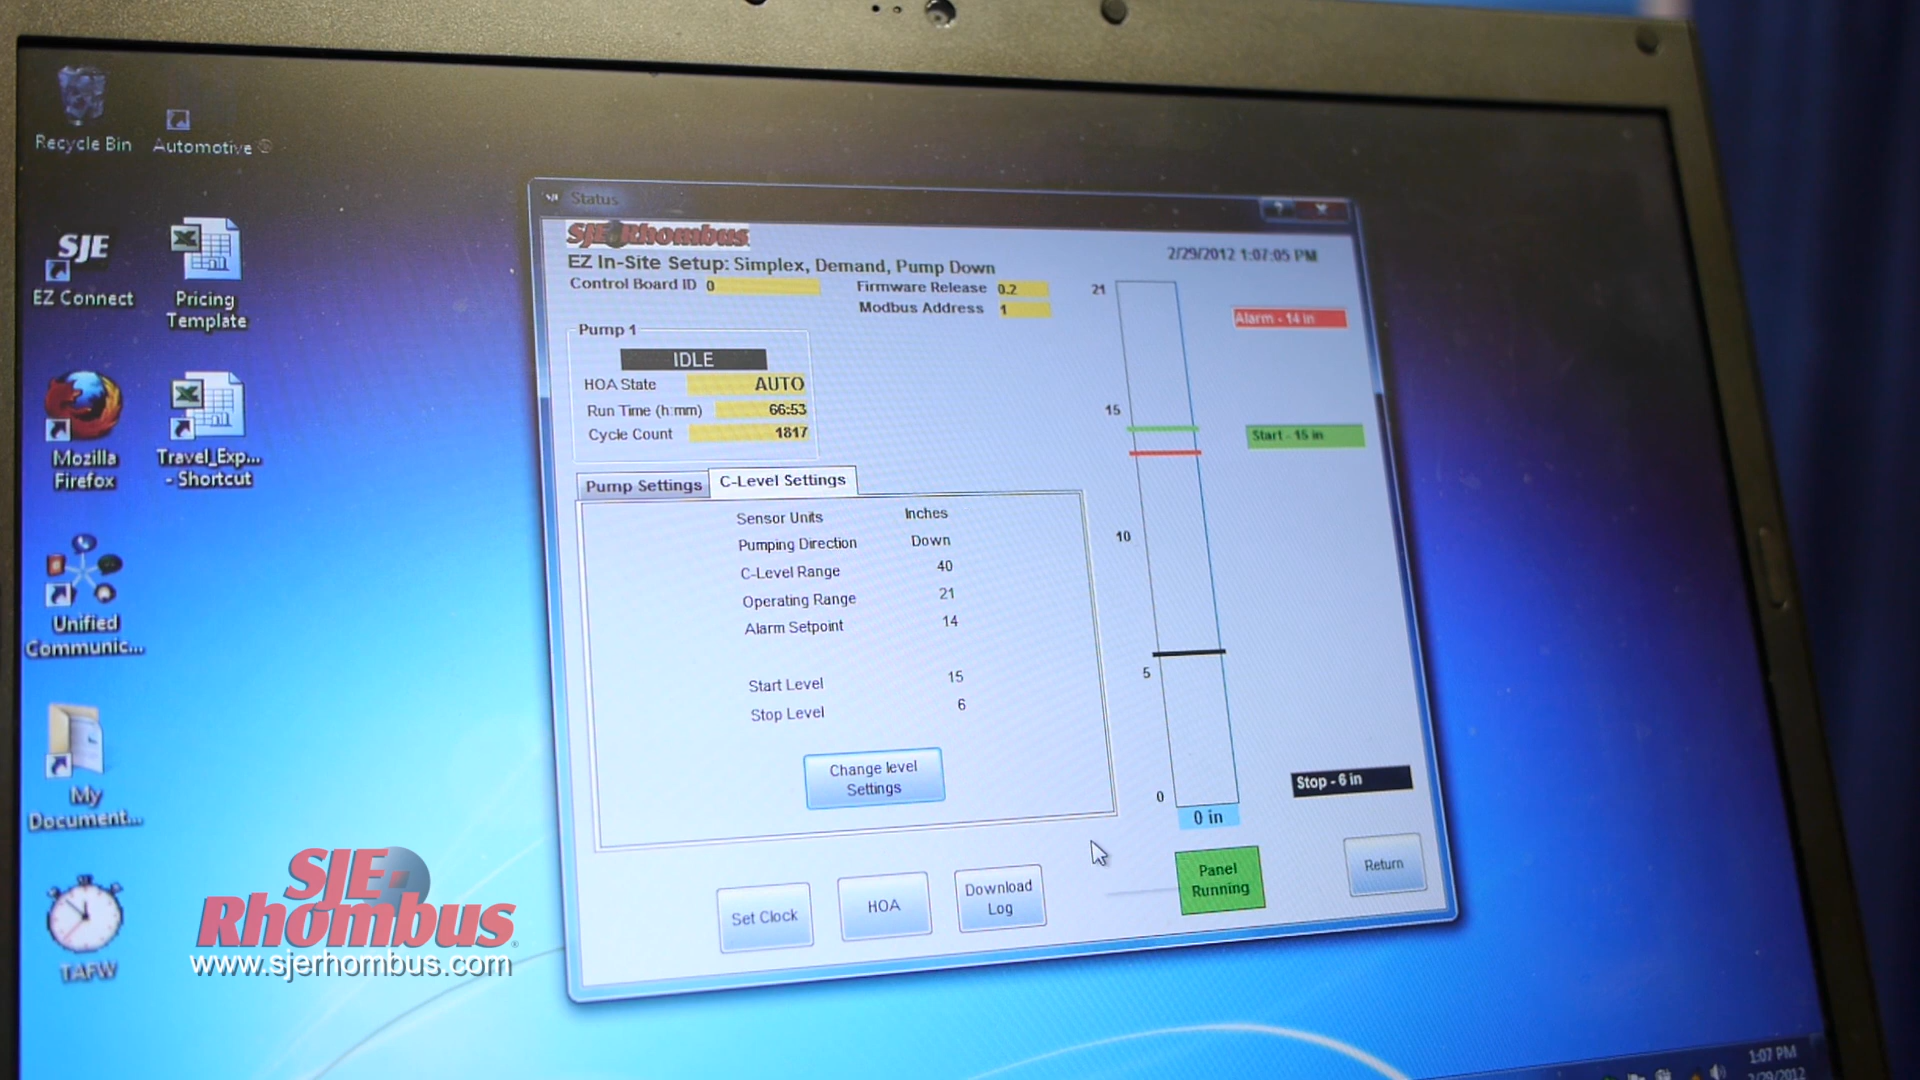 Recycle Bin
Automotive
SJE
EZ Connect
Pricing
Template
Mozilla
Firefox
Travel_Exp...
- Shortcut
Unified
Communic...
My
Document...
TAFW
Status
SJE Rhombus
EZ In-Site Setup: Simplex, Demand, Pump Down
2/29/2012 1:07:05 PM
Control Board ID 0
Firmware Release 0.2
Modbus Address 1
Pump 1
IDLE
HOA State AUTO
Run Time (h:mm) 66:53
Cycle Count 1817
Pump Settings
C-Level Settings
Sensor Units Inches
Pumping Direction Down
C-Level Range 40
Operating Range 21
Alarm Setpoint 14
Start Level 15
Stop Level 6
Change level
Settings
21
15
10
5
0
0 in
Alarm - 14 in
Start - 15 in
Stop - 6 in
Set Clock
HOA
Download
Log
Panel
Running
Return
SJE-
Rhombus®
www.sjerhombus.com
1:07 PM
2/29/2012